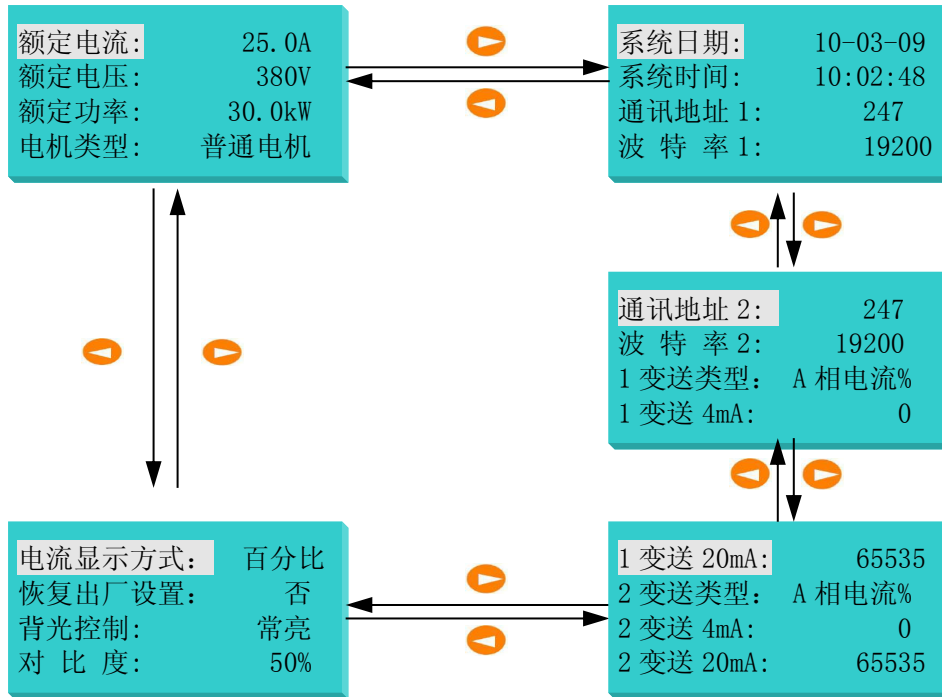 额定电流: 25.0A
额定电压: 380V
额定功率: 30.0kW
电机类型: 普通电机
系统日期: 10-03-09
系统时间: 10:02:48
通讯地址1: 247
波 特 率1: 19200
通讯地址2: 247
波 特 率2: 19200
1变送类型: A相电流%
1变送 4mA: 0
电流显示方式: 百分比
恢复出厂设置: 否
背光控制: 常亮
对 比 度: 50%
1变送 20mA: 65535
2变送类型: A相电流%
2变送 4mA: 0
2变送 20mA: 65535